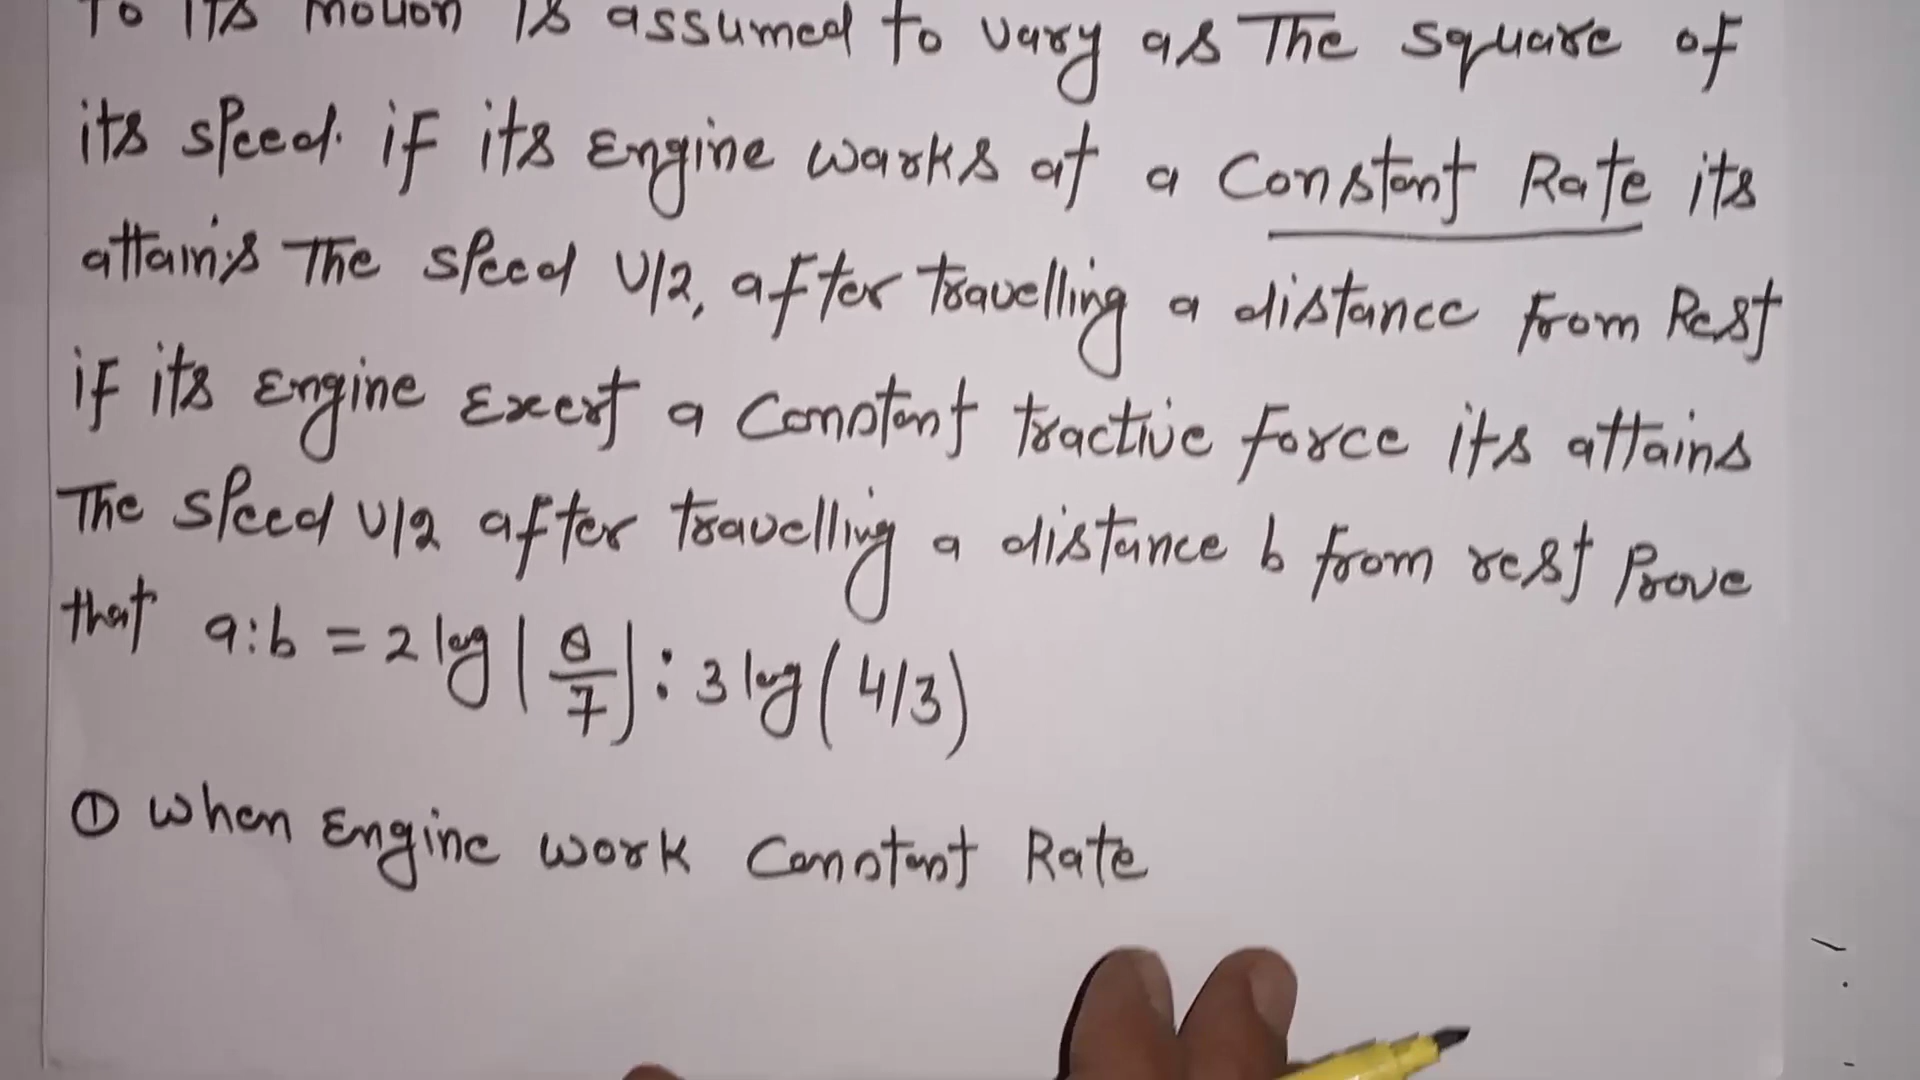 To its motion is assumed to vary as The square of
its speed. if its Engine works at a Constant Rate its
attains The speed U/2, after travelling a distance from Rest
if its Engine Exert a Constant tractive force its attains
The speed U/2 after travelling a distance b from rest Prove
that a:b = 2 log (8/7) : 3 log (4/3)
① When Engine work Constant Rate